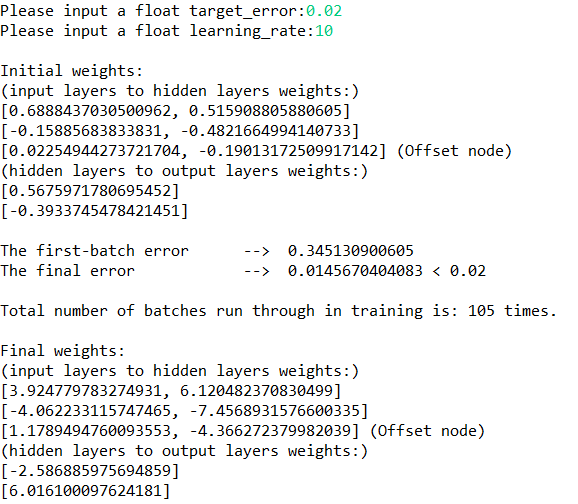 Please input a float target_error:0.02
Please input a float learning_rate:10
Initial weights:
(input layers to hidden layers weights:)
[0.6888437030500962, 0.515908805880605]
[-0.15885683833831, -0.4821664994140733]
[0.02254944273721704, -0.19013172509917142] (Offset node)
(hidden layers to output layers weights:)
[0.5675971780695452]
[-0.3933745478421451]
The first-batch error --> 0.345130900605
The final error --> 0.0145670404083 < 0.02
Total number of batches run through in training is: 105 times.
Final weights:
(input layers to hidden layers weights:)
[3.924779783274931, 6.120482370830499]
[-4.062233115747465, -7.4568931576600335]
[1.1789494760093553, -4.366272379982039] (Offset node)
(hidden layers to output layers weights:)
[-2.586885975694859]
[6.016100097624181]